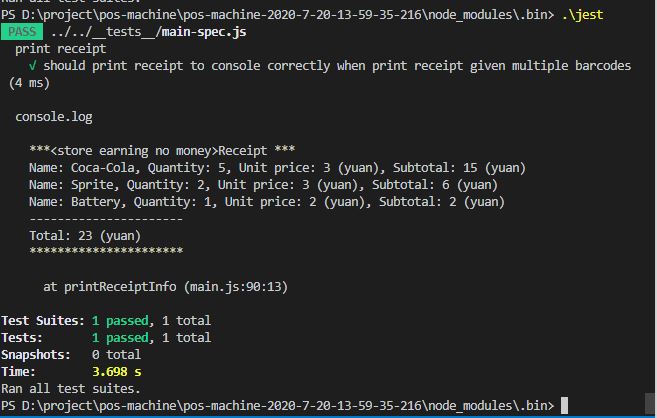 Ran all test suites.
PS D:\project\pos-machine\pos-machine-2020-7-20-13-59-35-216\node_modules\.bin> .\jest
PASS ../../__tests__/main-spec.js
print receipt
√ should print receipt to console correctly when print receipt given multiple barcodes
(4 ms)
console.log
***<store earning no money>Receipt ***
Name: Coca-Cola, Quantity: 5, Unit price: 3 (yuan), Subtotal: 15 (yuan)
Name: Sprite, Quantity: 2, Unit price: 3 (yuan), Subtotal: 6 (yuan)
Name: Battery, Quantity: 1, Unit price: 2 (yuan), Subtotal: 2 (yuan)
----------------------
Total: 23 (yuan)
**********************
at printReceiptInfo (main.js:90:13)
Test Suites: 1 passed, 1 total
Tests: 1 passed, 1 total
Snapshots: 0 total
Time: 3.698 s
Ran all test suites.
PS D:\project\pos-machine\pos-machine-2020-7-20-13-59-35-216\node_modules\.bin>